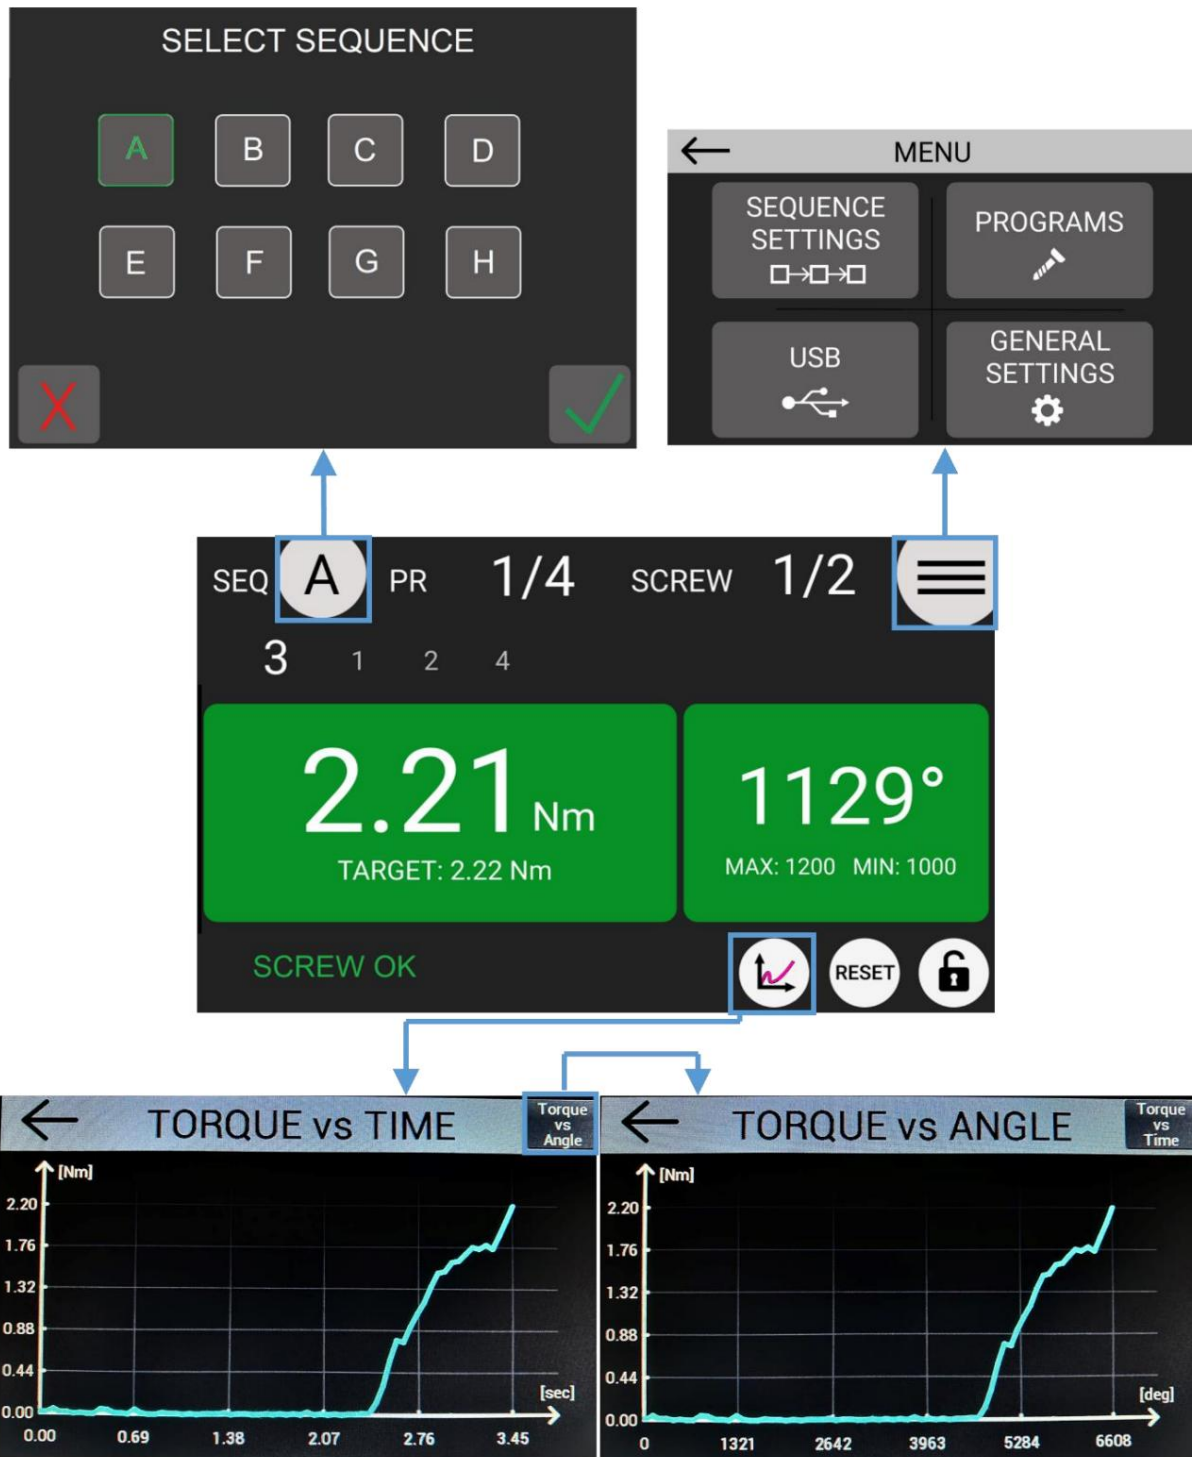 SELECT SEQUENCE
A B C D
E F G H
X
MENU
SEQUENCE
SETTINGS
PROGRAMS
USB
GENERAL
SETTINGS
SEQ A PR 1/4 SCREW 1/2
3 1 2 4
2.21 Nm
TARGET: 2.22 Nm
1129°
MAX: 1200 MIN: 1000
SCREW OK
RESET
TORQUE vs TIME
Torque
vs
Angle
[Nm]
2.20
1.76
1.32
0.88
0.44
0.00
[sec]
0.00 0.69 1.38 2.07 2.76 3.45
TORQUE vs ANGLE
Torque
vs
Time
[Nm]
2.20
1.76
1.32
0.88
0.44
0.00
[deg]
0 1321 2642 3963 5284 6608